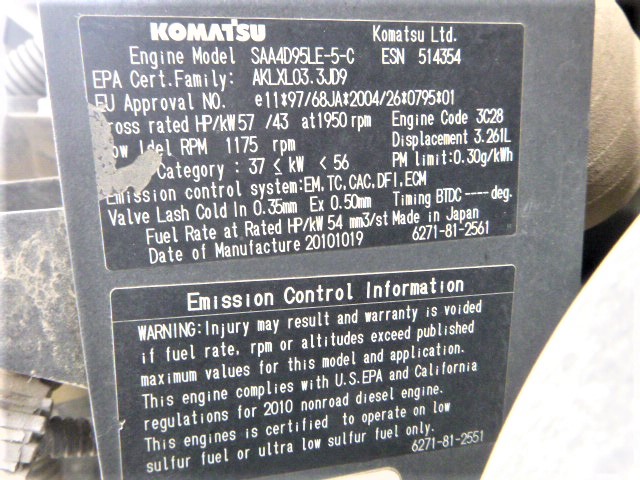 KOMATSU Komatsu Ltd.
Engine Model SAA4D95LE-5-C ESN 514354
EPA Cert.Family: AKLXL03.3JD9
EU Approval NO. e11*97/68JA*2004/26*0795*01
ross rated HP/kW 57 /43 at 1950 rpm Engine Code 3C28
ow Idel RPM 1175 rpm Displacement 3.261L
Category : 37 ≤ kW < 56 PM limit:0.30g/kWh
Emission control system:EM,TC,CAC,DFI,ECM
Valve Lash Cold In 0.35mm Ex 0.50mm Timing BTDC ----deg.
Fuel Rate at Rated HP/kW 54 mm3/st Made in Japan
Date of Manufacture 20101019 6271-81-2561
Emission Control Information
WARNING:Injury may result and warranty is voided
if fuel rate, rpm or altitudes exceed published
maximum values for this model and application.
This engine complies with U.S.EPA and California
regulations for 2010 nonroad diesel engine.
This engines is certified to operate on low
sulfur fuel or ultra low sulfur fuel only.
6271-81-2551